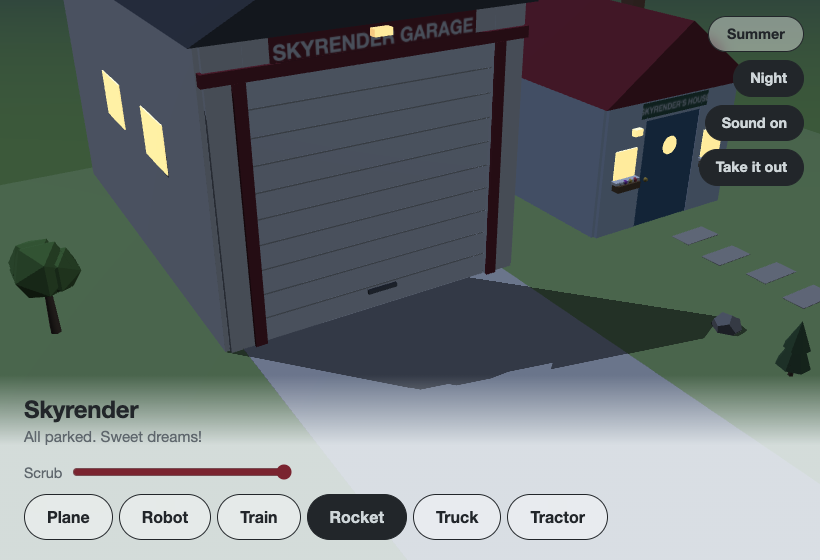 SKYRENDER GARAGE
SKYRENDER'S HOUSE
Summer
Night
Sound on
Take it out
Skyrender
All parked. Sweet dreams!
Scrub
Plane Robot Train Rocket Truck Tractor